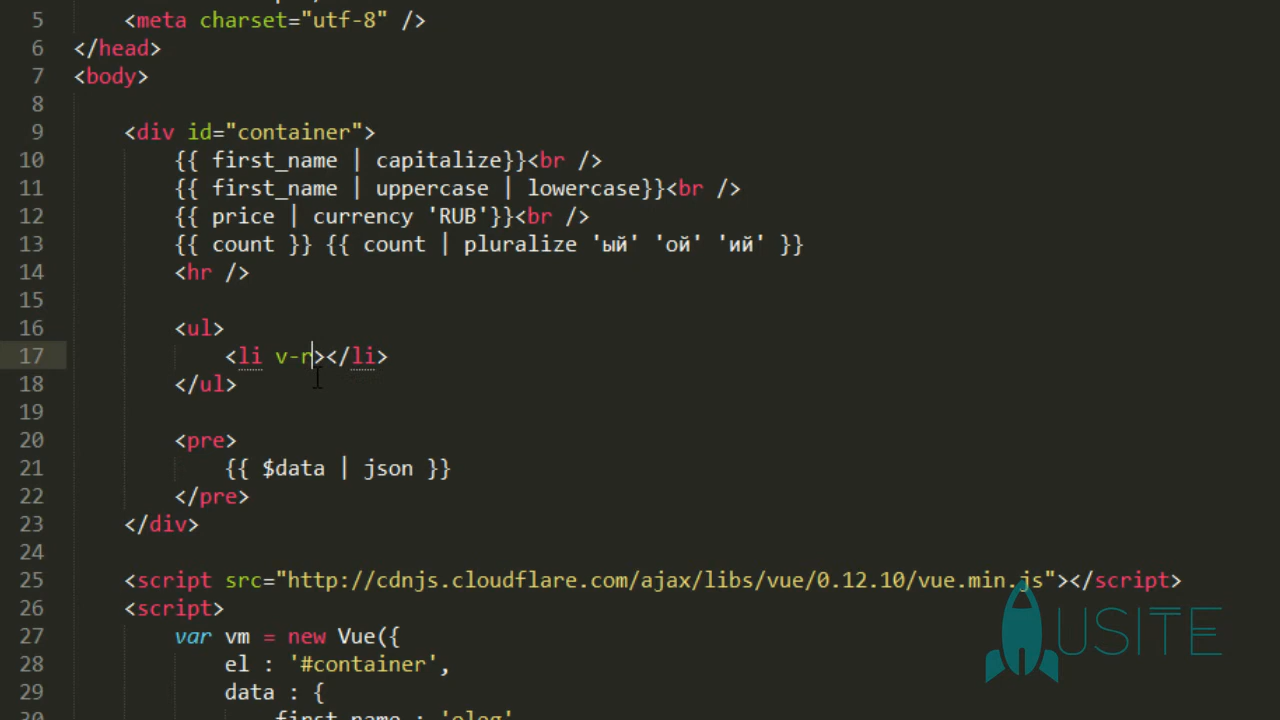 5 <meta charset="utf-8" />
6 </head>
7 <body>
8
9 <div id="container">
10 {{ first_name | capitalize}}<br />
11 {{ first_name | uppercase | lowercase}}<br />
12 {{ price | currency 'RUB'}}<br />
13 {{ count }} {{ count | pluralize 'ый' 'ой' 'ий' }}
14 <hr />
15
16 <ul>
17 <li v-r></li>
18 </ul>
19
20 <pre>
21 {{ $data | json }}
22 </pre>
23 </div>
24
25 <script src="http://cdnjs.cloudflare.com/ajax/libs/vue/0.12.10/vue.min.js"></script>
26 <script>
27 var vm = new Vue({
28 el : '#container',
29 data : {
30 first_name : 'oleg'
USITE